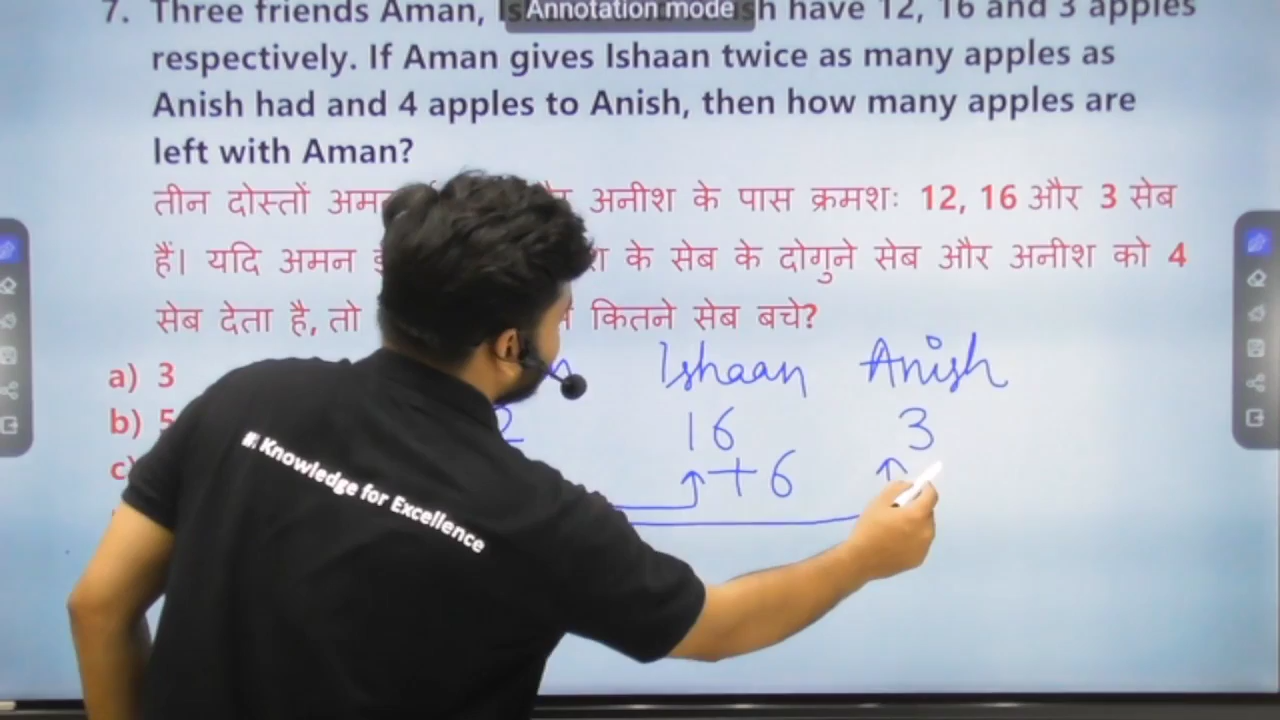 7. Three friends Aman, h have 12, 16 and 3 apples
Annotation mode
respectively. If Aman gives Ishaan twice as many apples as
Anish had and 4 apples to Anish, then how many apples are
left with Aman?
तीन दोस्तों अनीश के पास क्रमशः 12, 16 और 3 सेब
हैं। यदि अमन के सेब के दोगुने सेब और अनीश को 4
सेब देता है, तो कितने सेब बचे?
a) 3
b) 5
c)
Ishaan Anish
2 16 3
+6
Knowledge for Excellence